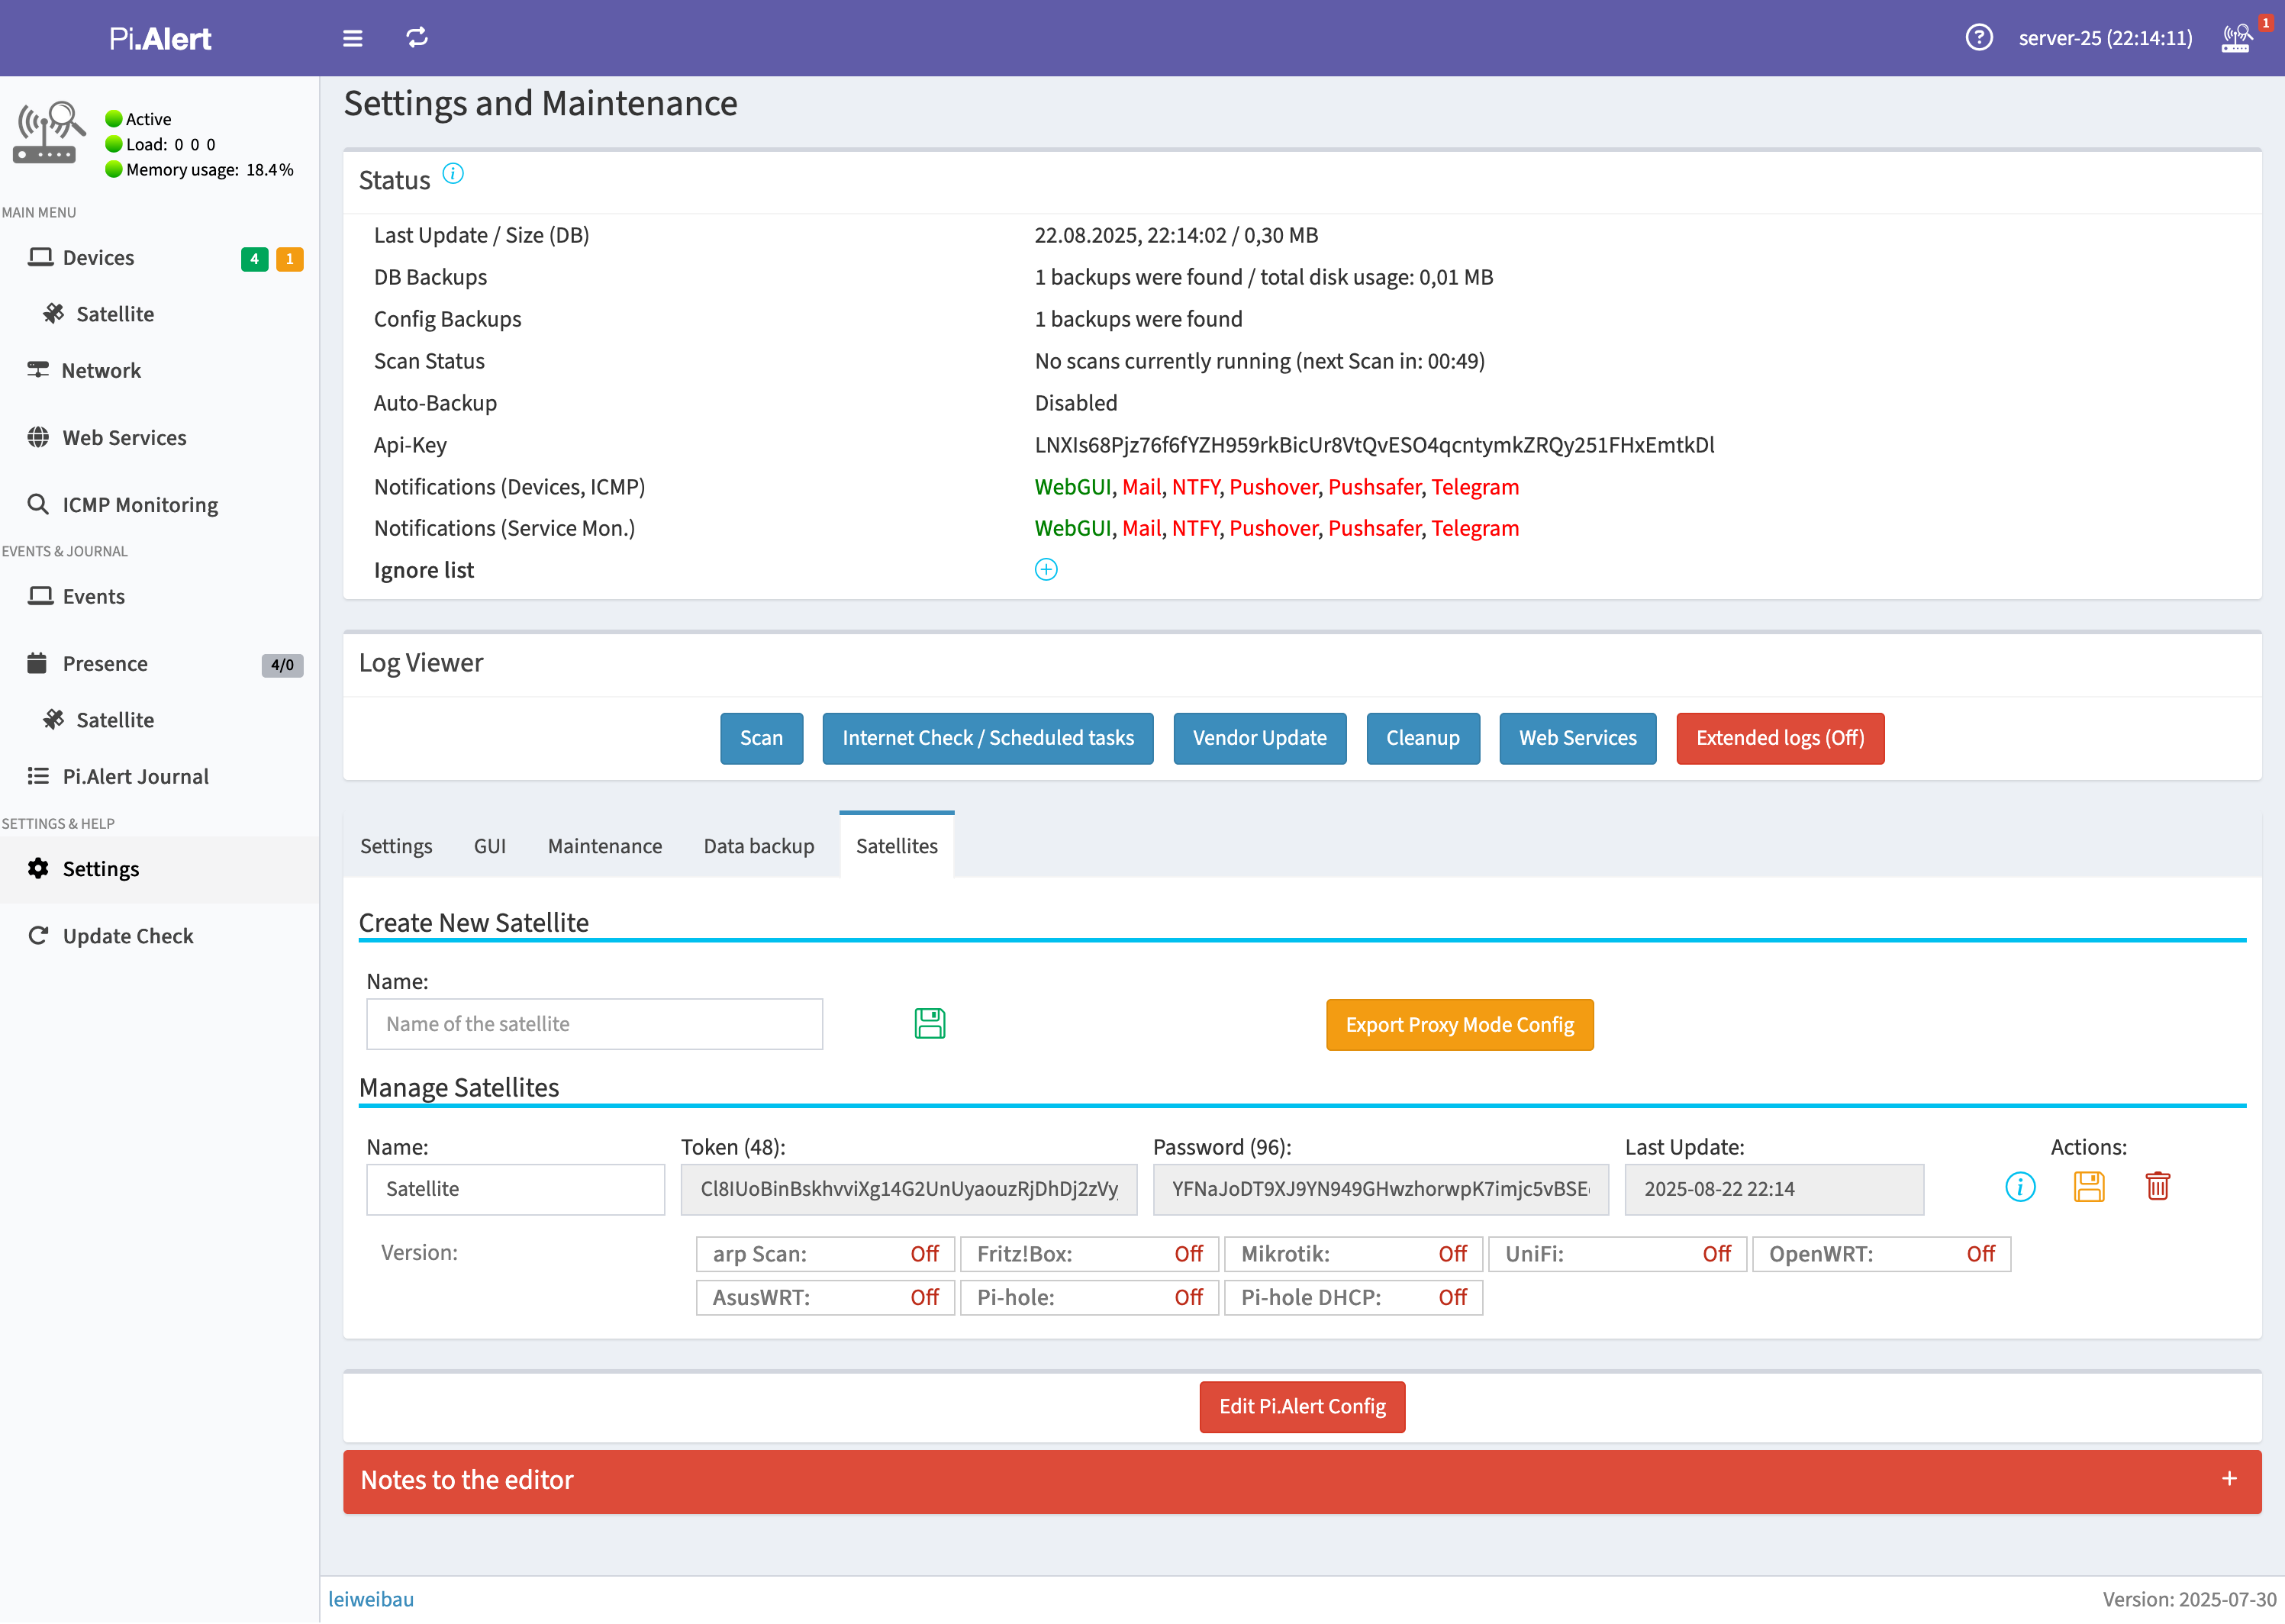 Pi.Alert
server-25 (22:14:11)
1
Active
Load: 0 0 0
Memory usage: 18.4%
MAIN MENU
Devices 4 1
Satellite
Network
Web Services
ICMP Monitoring
EVENTS & JOURNAL
Events
Presence 4/0
Satellite
Pi.Alert Journal
SETTINGS & HELP
Settings
Update Check
Settings and Maintenance
Status
Last Update / Size (DB) 22.08.2025, 22:14:02 / 0,30 MB
DB Backups 1 backups were found / total disk usage: 0,01 MB
Config Backups 1 backups were found
Scan Status No scans currently running (next Scan in: 00:49)
Auto-Backup Disabled
Api-Key LNXIs68Pjz76f6fYZH959rkBicUr8VtQvESO4qcntymkZRQy251FHxEmtkDl
Notifications (Devices, ICMP) WebGUI, Mail, NTFY, Pushover, Pushsafer, Telegram
Notifications (Service Mon.) WebGUI, Mail, NTFY, Pushover, Pushsafer, Telegram
Ignore list
Log Viewer
Scan Internet Check / Scheduled tasks Vendor Update Cleanup Web Services Extended logs (Off)
Settings GUI Maintenance Data backup Satellites
Create New Satellite
Name:
Name of the satellite
Export Proxy Mode Config
Manage Satellites
Name: Token (48): Password (96): Last Update: Actions:
Satellite Cl8IUoBinBskhvviXg14G2UnUyaouzRjDhDj2zVy YFNaJoDT9XJ9YN949GHwzhorwpK7imjc5vBSE 2025-08-22 22:14
Version: arp Scan: Off Fritz!Box: Off Mikrotik: Off UniFi: Off OpenWRT: Off
AsusWRT: Off Pi-hole: Off Pi-hole DHCP: Off
Edit Pi.Alert Config
Notes to the editor
leiweibau
Version: 2025-07-30